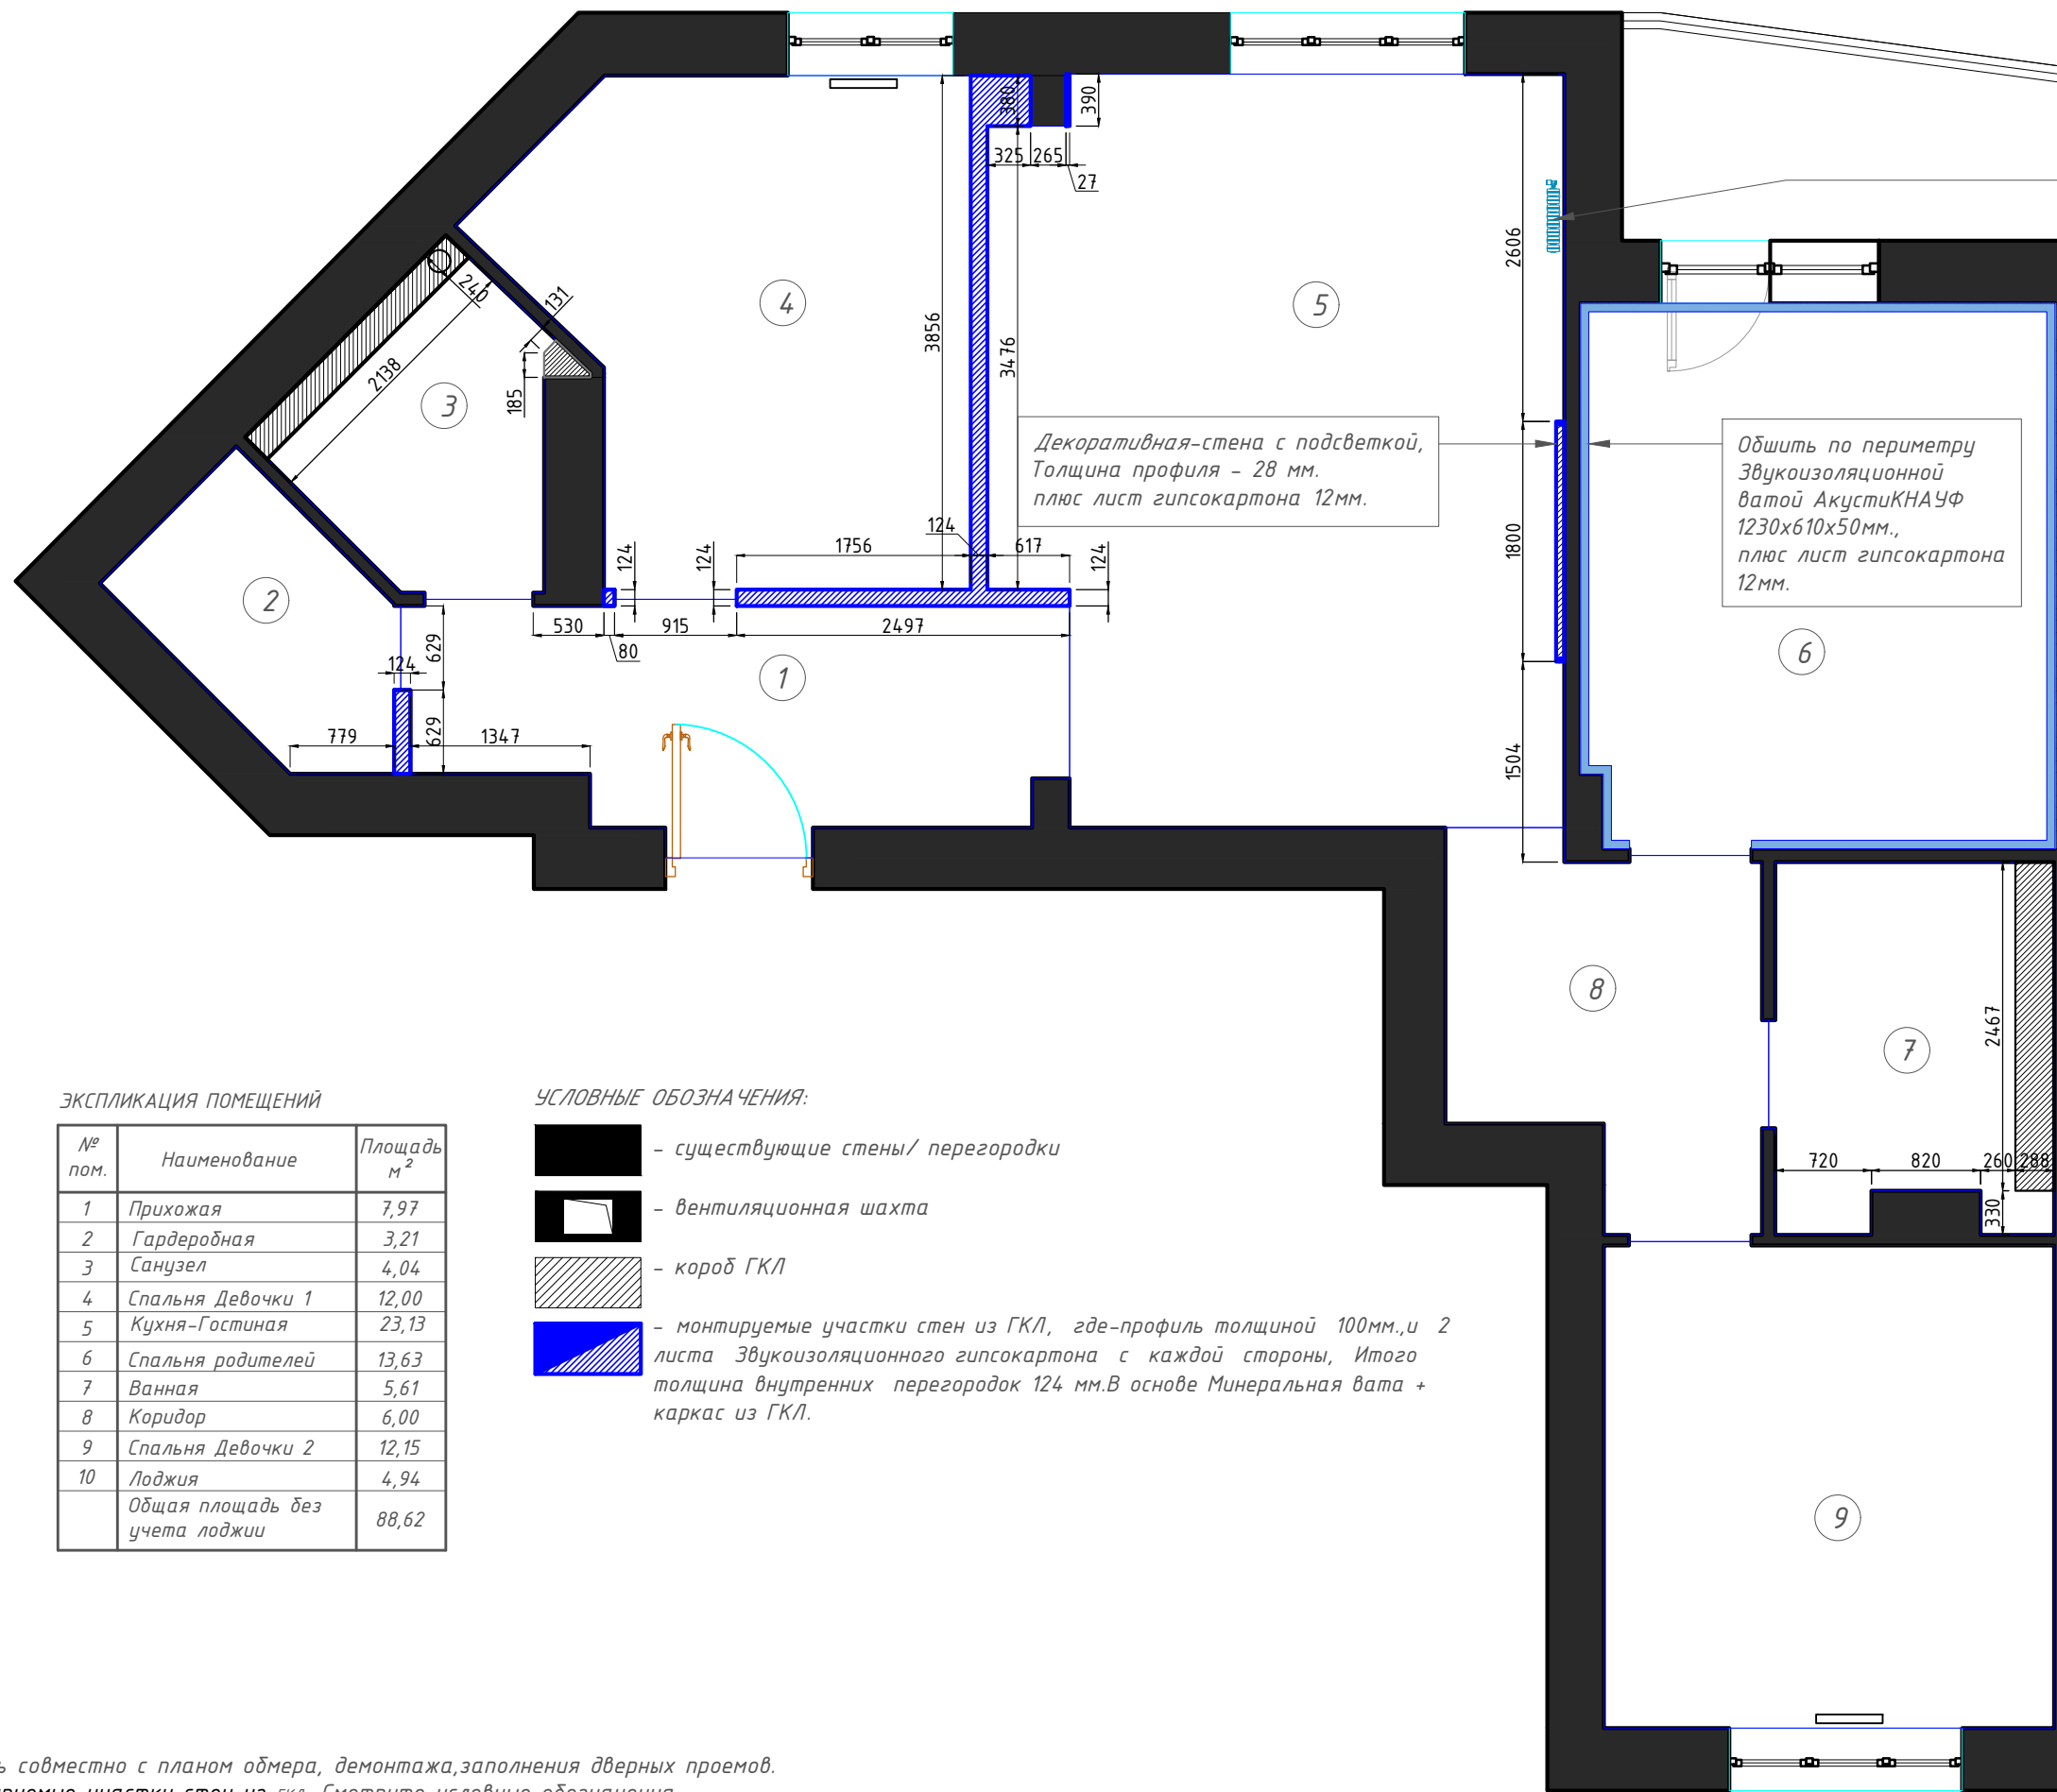 380
390
325
265
27
2606
240
131
4
5
3856
3476
2138
185
3
Декоративная-стена с подсветкой,
Толщина профиля - 28 мм.
плюс лист гипсокартона 12мм.
Обшить по периметру
Звукоизоляционной
ватой АкустиКНАУФ
1230х610х50мм.,
плюс лист гипсокартона
12мм.
124
124
1756
124
617
124
1800
2
530
915
2497
80
629
124
1
6
629
779
1347
1504
8
2467
7
720
820
260
288
330
9
ЭКСПЛИКАЦИЯ ПОМЕЩЕНИЙ
№ пом. Наименование Площадь м²
1 Прихожая 7,97
2 Гардеробная 3,21
3 Санузел 4,04
4 Спальня Девочки 1 12,00
5 Кухня-Гостиная 23,13
6 Спальня родителей 13,63
7 Ванная 5,61
8 Коридор 6,00
9 Спальня Девочки 2 12,15
10 Лоджия 4,94
Общая площадь без
учета лоджии 88,62
УСЛОВНЫЕ ОБОЗНАЧЕНИЯ:
- существующие стены/ перегородки
- вентиляционная шахта
- короб ГКЛ
- монтируемые участки стен из ГКЛ, где-профиль толщиной 100мм.,и 2
листа Звукоизоляционного гипсокартона с каждой стороны, Итого
толщина внутренних перегородок 124 мм.В основе Минеральная вата +
каркас из ГКЛ.
совместно с планом обмера, демонтажа,заполнения дверных проемов.
участки стен из ГКЛ. Смотрите условные обозначения